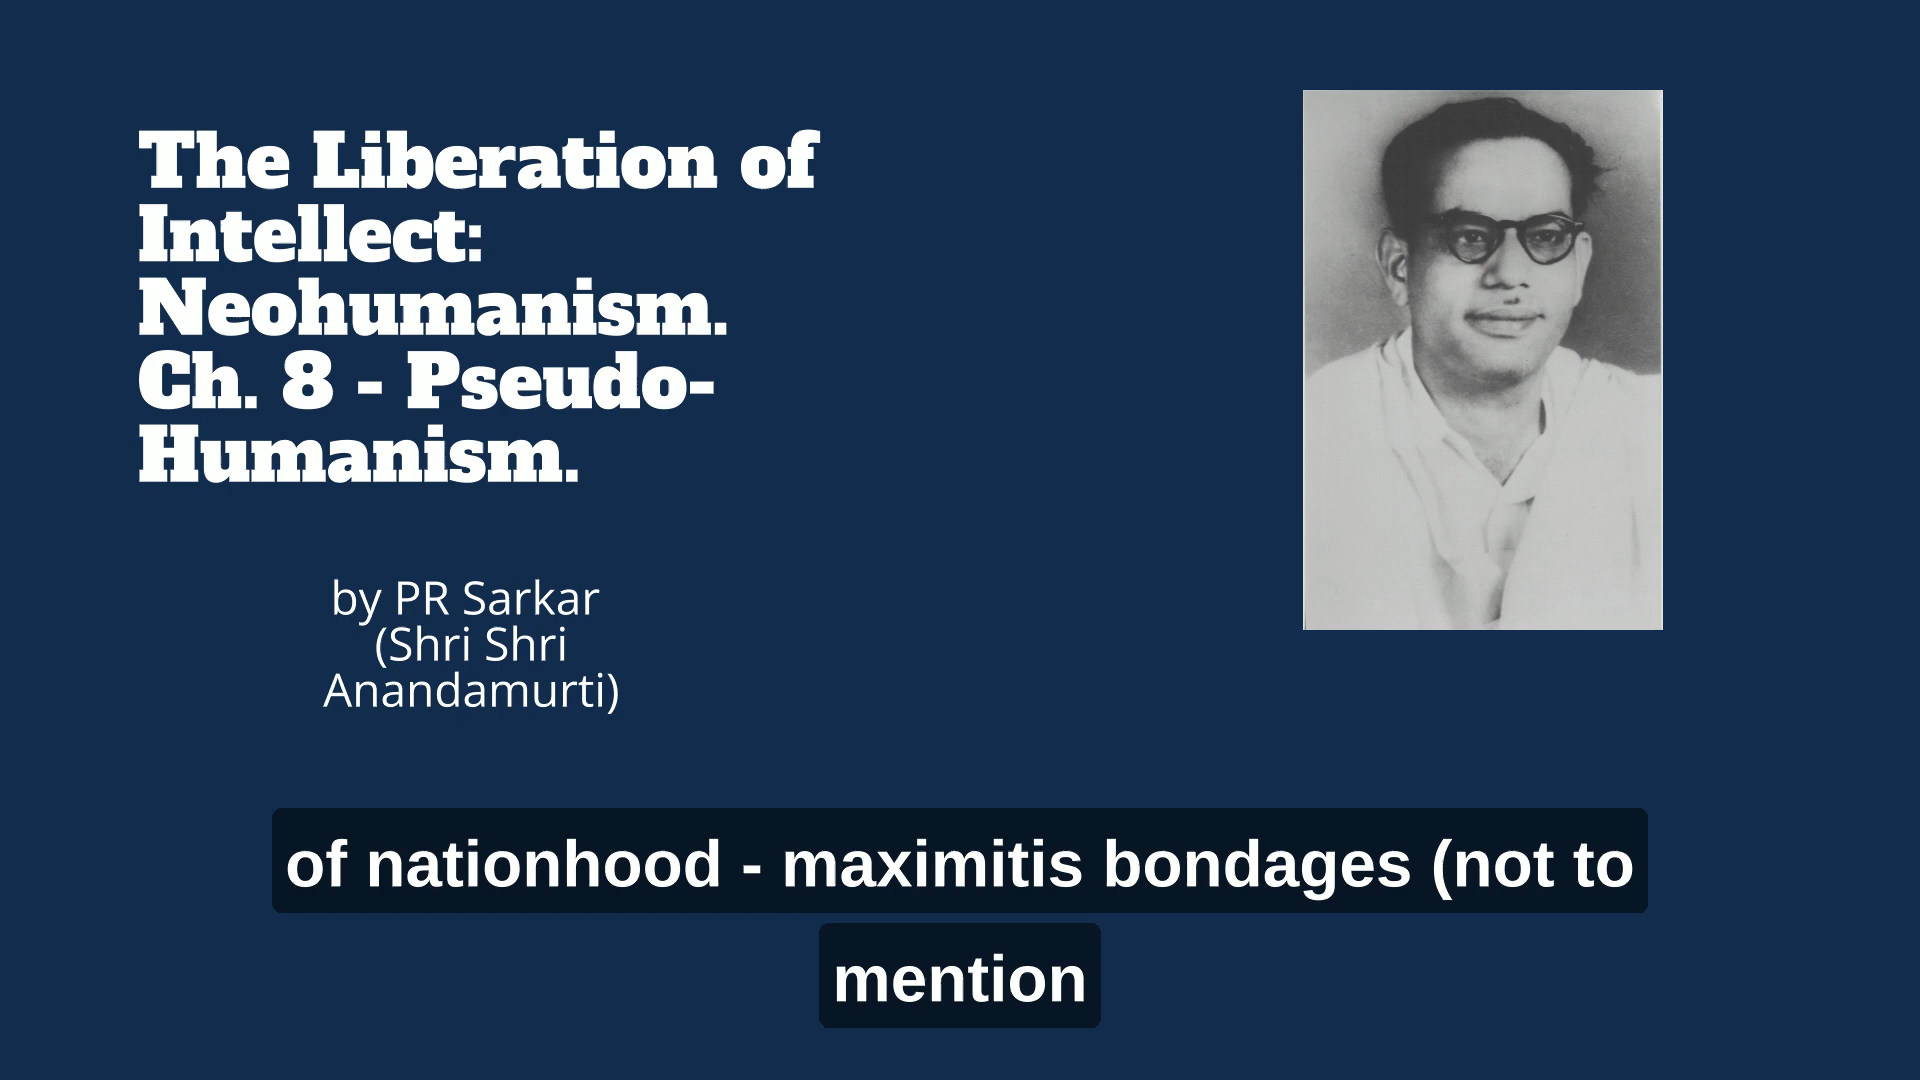 The Liberation of
Intellect:
Neohumanism.
Ch. 8 - Pseudo-
Humanism.
by PR Sarkar
(Shri Shri
Anandamurti)
of nationhood - maximitis bondages (not to
mention